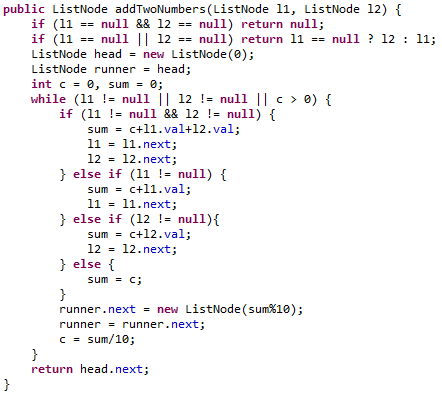 public ListNode addTwoNumbers(ListNode l1, ListNode l2) {
    if (l1 == null && l2 == null) return null;
    if (l1 == null || l2 == null) return l1 == null ? l2 : l1;
    ListNode head = new ListNode(0);
    ListNode runner = head;
    int c = 0, sum = 0;
    while (l1 != null || l2 != null || c > 0) {
        if (l1 != null && l2 != null) {
            sum = c+l1.val+l2.val;
            l1 = l1.next;
            l2 = l2.next;
        } else if (l1 != null) {
            sum = c+l1.val;
            l1 = l1.next;
        } else if (l2 != null){
            sum = c+l2.val;
            l2 = l2.next;
        } else {
            sum = c;
        }
        runner.next = new ListNode(sum%10);
        runner = runner.next;
        c = sum/10;
    }
    return head.next;
}